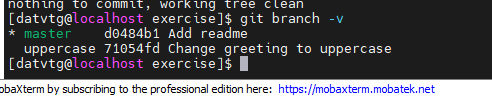 nothing to commit, working tree clean
[datvtg@localhost exercise]$ git branch -v
* master    d0484b1 Add readme
  uppercase 71054fd Change greeting to uppercase
[datvtg@localhost exercise]$
obaXterm by subscribing to the professional edition here: https://mobaxterm.mobatek.net